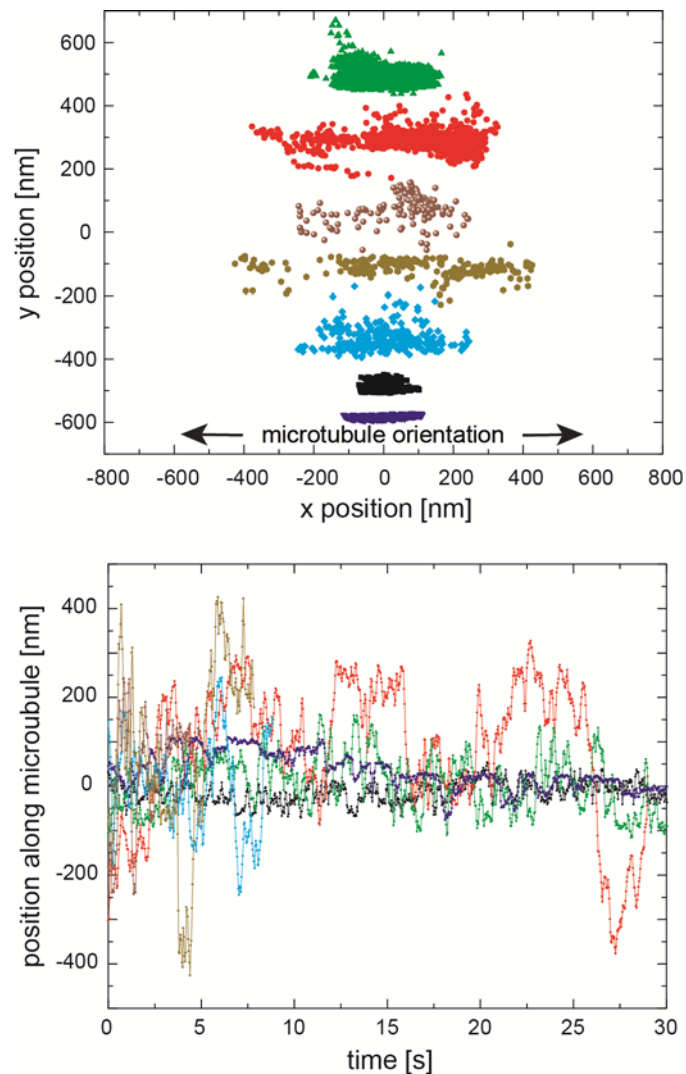 600
400
200
0
-200
-400
-600
y position [nm]
microtubule orientation
-800 -600 -400 -200 0 200 400 600 800
x position [nm]
400
200
0
-200
-400
position along microubule [nm]
0 5 10 15 20 25 30
time [s]